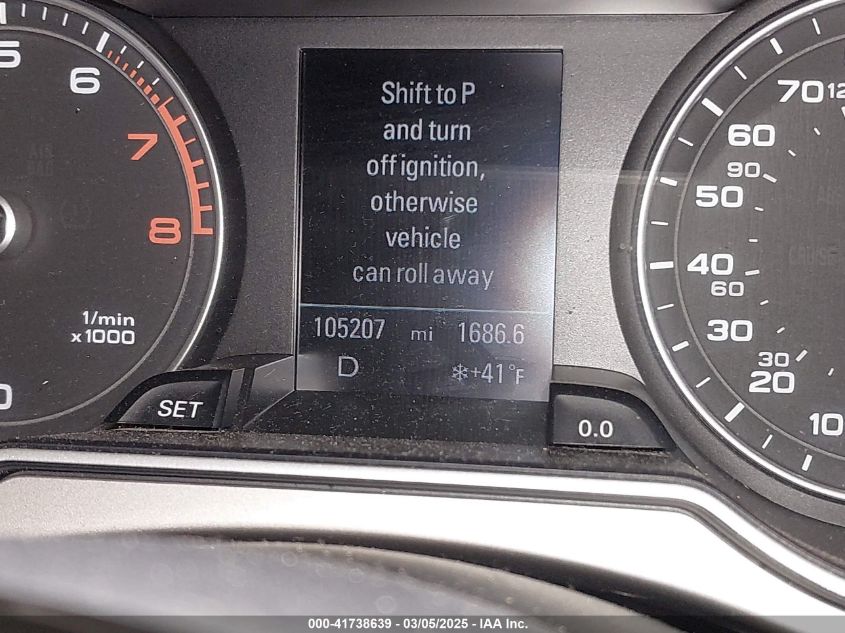 5
6
7
8
1/min
x1000
0
SET
Shift to P
and turn
off ignition,
otherwise
vehicle
can roll away
105207 mi 1686.6
D ❄+41°F
0.0
70
60
90
50
40
60
30
30
20
10
000-41738639 - 03/05/2025 - IAA Inc.